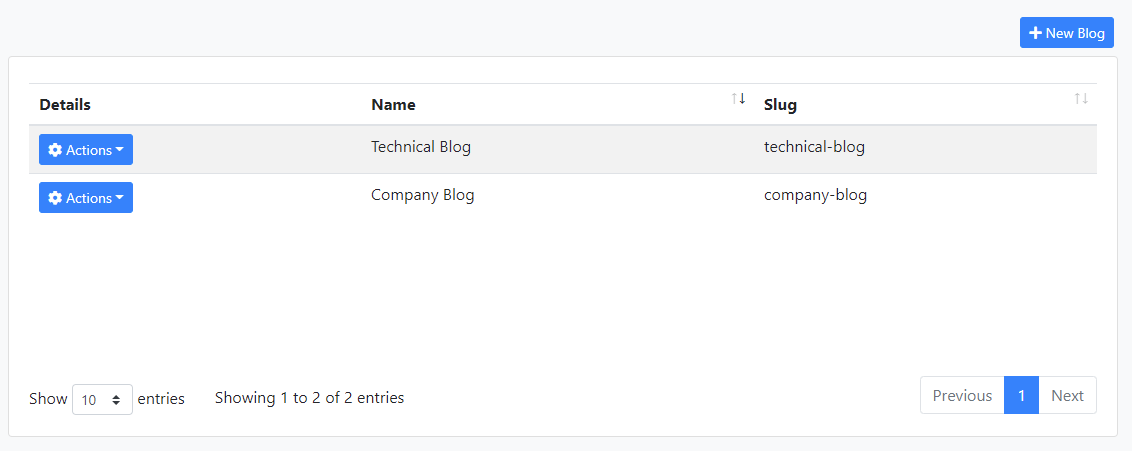 New Blog
Details Name Slug
Actions Technical Blog technical-blog
Actions Company Blog company-blog
Show 10 entries Showing 1 to 2 of 2 entries Previous 1 Next